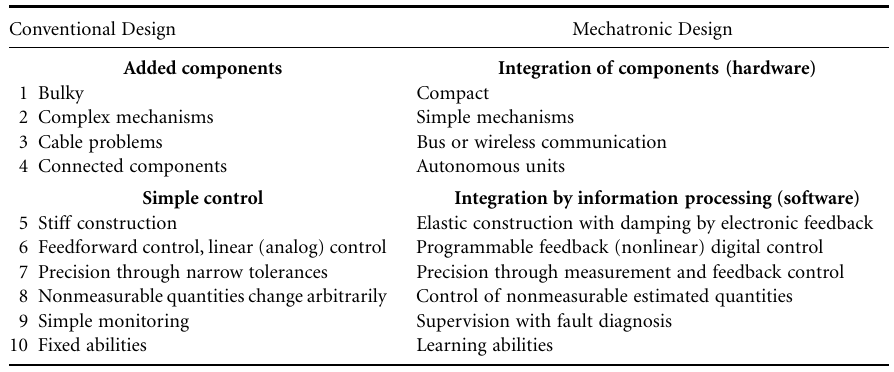 Conventional Design Mechatronic Design
Added components Integration of components (hardware)
1 Bulky Compact
2 Complex mechanisms Simple mechanisms
3 Cable problems Bus or wireless communication
4 Connected components Autonomous units
Simple control Integration by information processing (software)
5 Stiff construction Elastic construction with damping by electronic feedback
6 Feedforward control, linear (analog) control Programmable feedback (nonlinear) digital control
7 Precision through narrow tolerances Precision through measurement and feedback control
8 Nonmeasurable quantities change arbitrarily Control of nonmeasurable estimated quantities
9 Simple monitoring Supervision with fault diagnosis
10 Fixed abilities Learning abilities